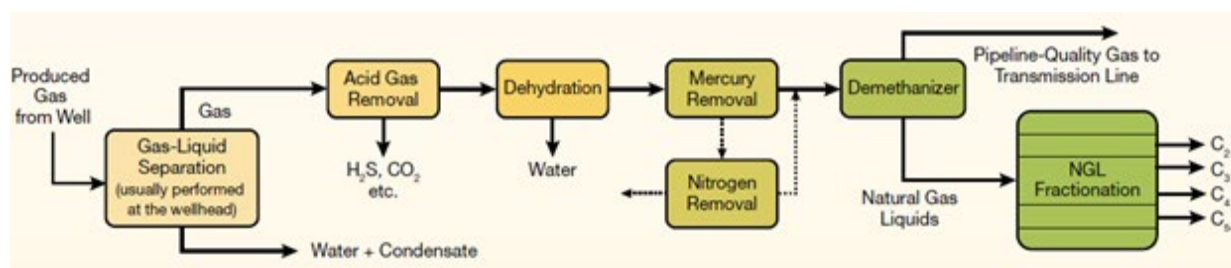 Produced
Gas
from Well
Gas
Gas-Liquid
Separation
(usually performed
at the wellhead)
Water + Condensate
Acid Gas
Removal
H₂S, CO₂
etc.
Dehydration
Water
Mercury
Removal
Nitrogen
Removal
Demethanizer
Pipeline-Quality Gas to
Transmission Line
Natural Gas
Liquids
NGL
Fractionation
C₂
C₃
C₄